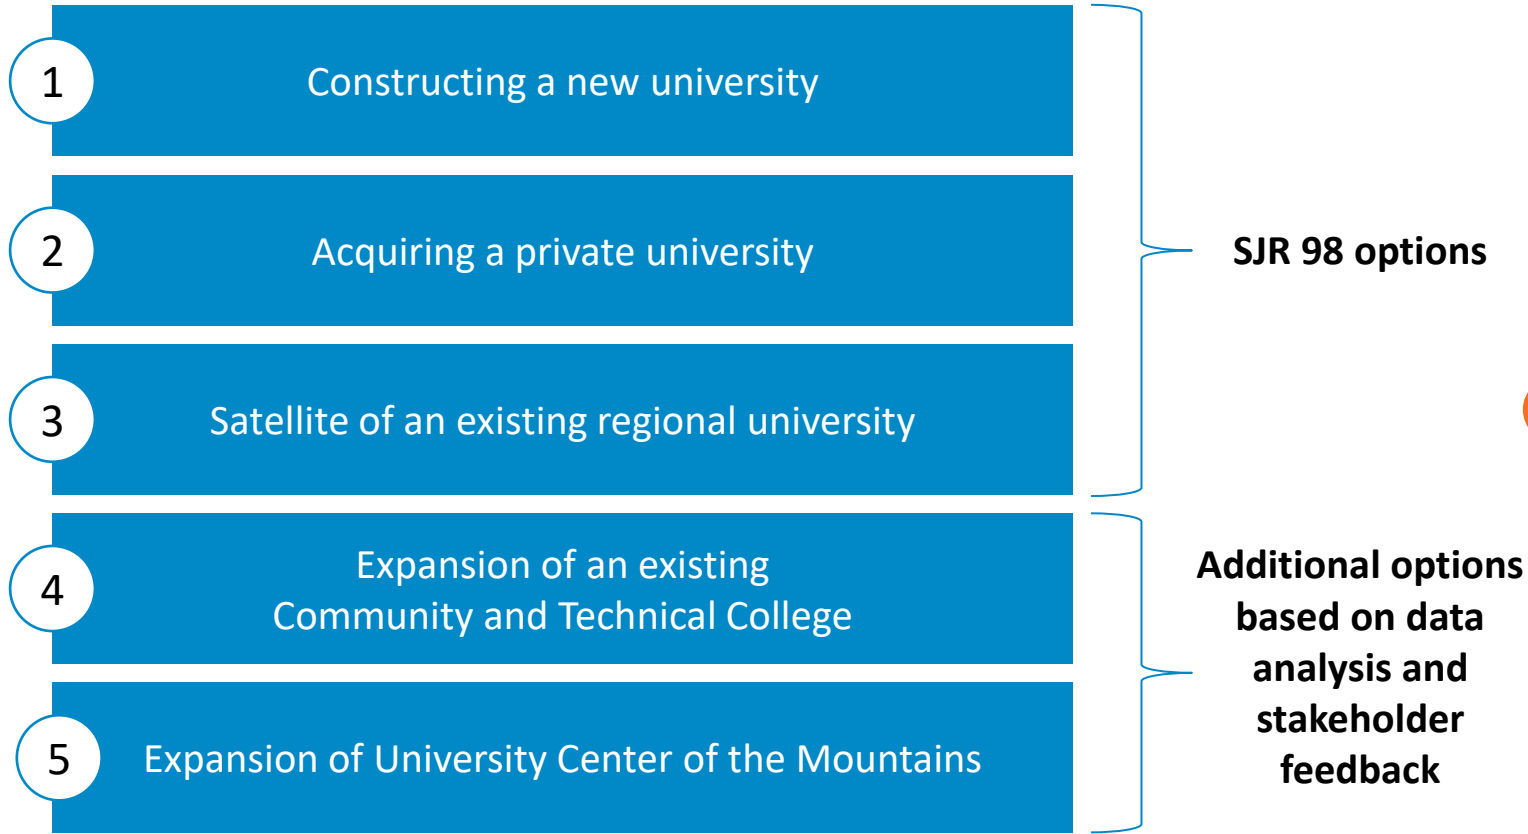 1
Constructing a new university
2
Acquiring a private university
SJR 98 options
3
Satellite of an existing regional university
4
Expansion of an existing
Community and Technical College
5
Expansion of University Center of the Mountains
Additional options
based on data
analysis and
stakeholder
feedback